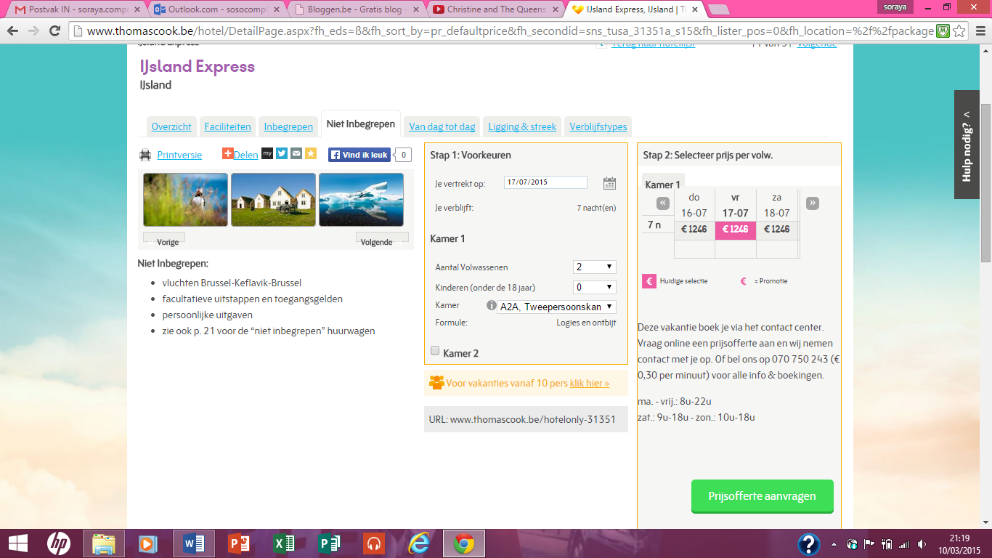 Postvak IN - soraya.comp
Outlook.com - sosocompl
Bloggen.be - Gratis blog -
Christine and The Queens
IJsland Express, IJsland | T
soraya
www.thomascook.be/hotel/DetailPage.aspx?fh_eds=ß&fh_sort_by=pr_defaultprice&fh_secondid=sns_tusa_31351a_s15&fh_lister_pos=0&fh_location=%2f%2fpackage
IJsland Express
Terug naar hotellijst
Volgende
IJsland Express
IJsland
Overzicht
Faciliteiten
Inbegrepen
Niet Inbegrepen
Van dag tot dag
Ligging & streek
Verblijfstypes
Hulp nodig? <
Printversie
Delen
my
Vind ik leuk
0
Vorige
Volgende
Niet Inbegrepen:
vluchten Brussel-Keflavik-Brussel
facultatieve uitstappen en toegangsgelden
persoonlijke uitgaven
zie ook p. 21 voor de "niet inbegrepen" huurwagen
Stap 1: Voorkeuren
Je vertrekt op: 17/07/2015
Je verblijft: 7 nacht(en)
Kamer 1
Aantal Volwassenen 2
Kinderen (onder de 18 jaar) 0
Kamer A2A, Tweepersoonskan
Formule: Logies en ontbijt
Kamer 2
Voor vakanties vanaf 10 pers klik hier »
URL: www.thomascook.be/hotelonly-31351
Stap 2: Selecteer prijs per volw.
Kamer 1
« do vr za »
16-07 17-07 18-07
7 n € 1246 € 1246 € 1246
€ Huidige selectie € = Promotie
Deze vakantie boek je via het contact center.
Vraag online een prijsofferte aan en wij nemen
contact met je op. Of bel ons op 070 750 243 (€
0,30 per minuut) voor alle info & boekingen.
ma. - vrij.: 8u-22u
zat.: 9u-18u - zon.: 10u-18u
Prijsofferte aanvragen
21:19
10/03/2015